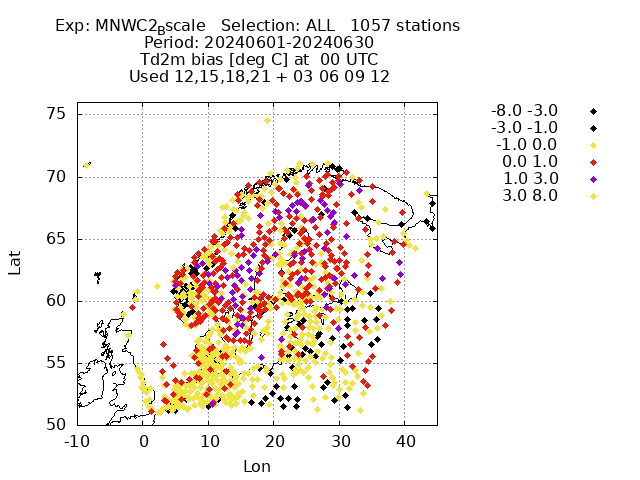 Exp: MNWC2Bscale   Selection: ALL   1057 stations
Period: 20240601-20240630
Td2m bias [deg C] at  00 UTC
Used 12,15,18,21 + 03 06 09 12
-8.0 -3.0
-3.0 -1.0
-1.0 0.0
0.0 1.0
1.0 3.0
3.0 8.0
75
70
65
60
55
50
Lat
-10 0 10 20 30 40
Lon